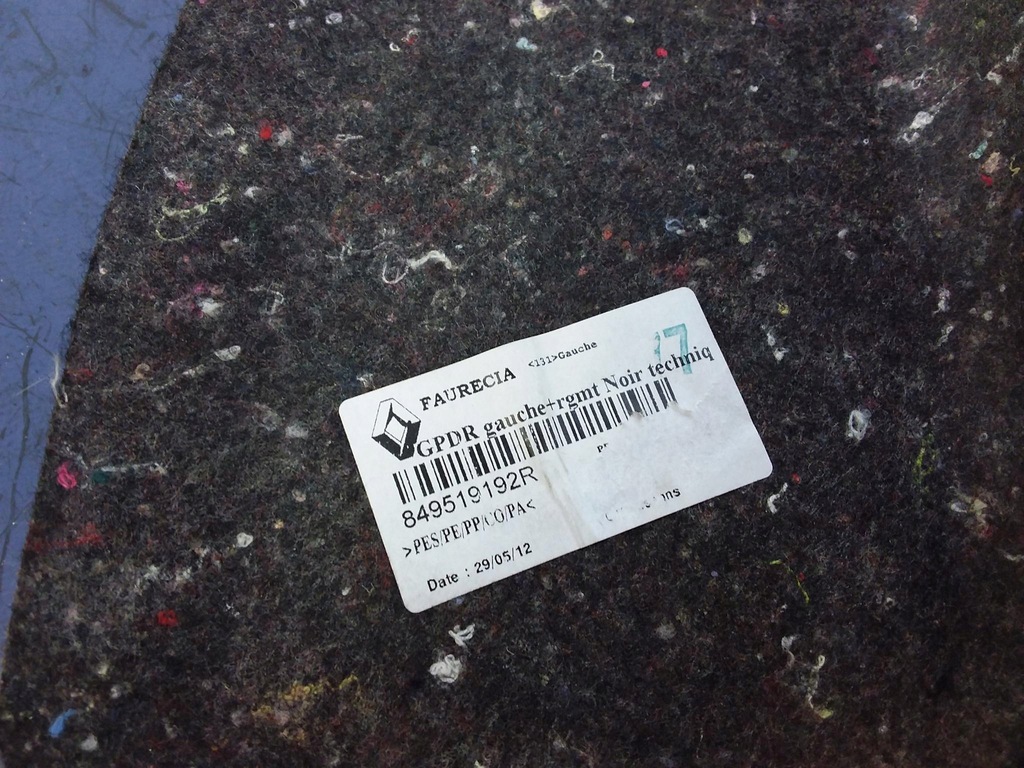 <131>Gauche
FAURECIA
17
GPDR gauche+rgmt Noir techniq
849519192R
>PES/PE/PP/CO/PA<
Date : 29/05/12